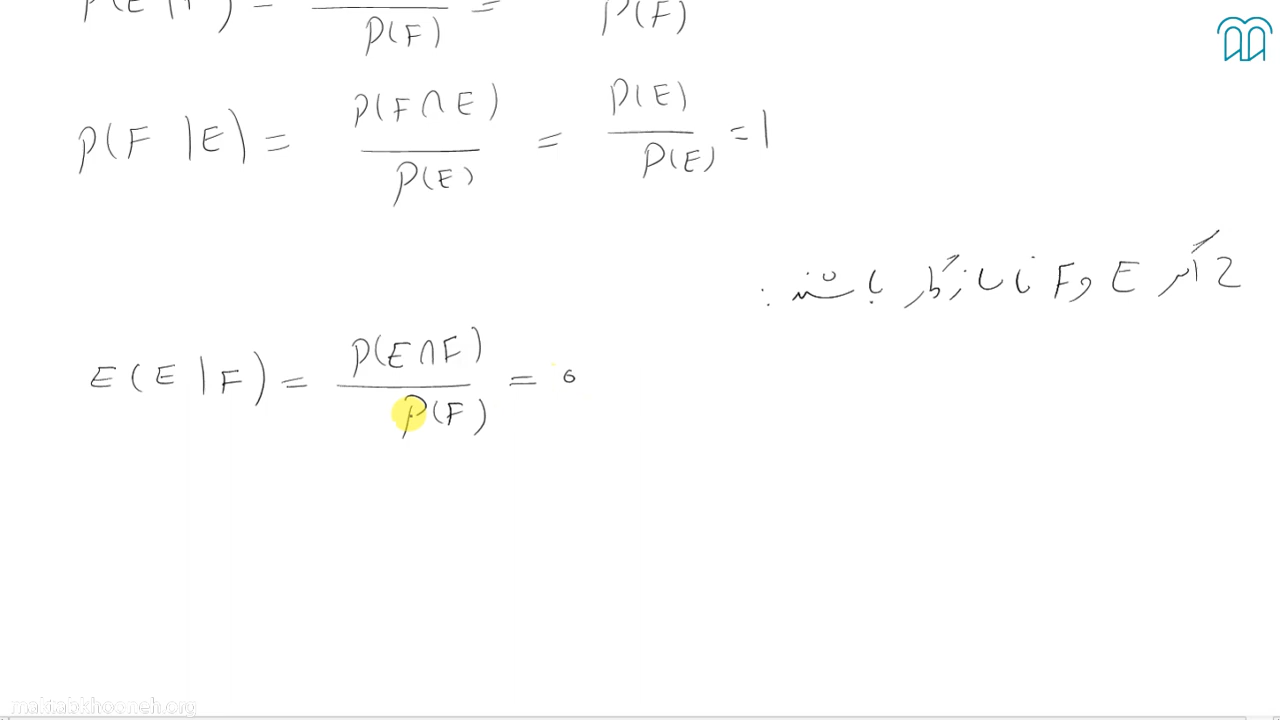 P(E | F) = ‎/ P(F) = ‎/ P(F)
P(F | E) = P(F ∩ E) / P(E) = P(E) / P(E) = 1
2 اگر E و F ناسازگار باشند :
E(E | F) = P(E ∩ F) / P(F) = 0
maktabkhooneh.org